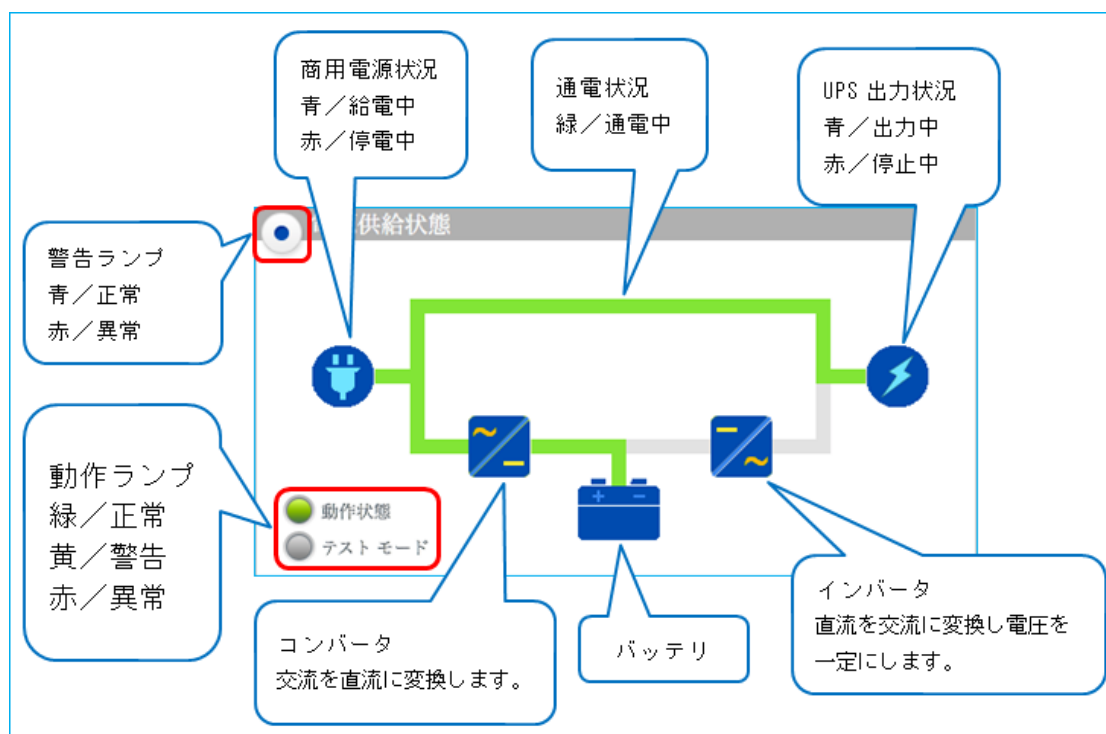 商用電源状況
青／給電中
赤／停電中
通電状況
緑／通電中
UPS 出力状況
青／出力中
赤／停止中
警告ランプ
青／正常
赤／異常
供給状態
動作ランプ
緑／正常
黄／警告
赤／異常
動作状態
テスト モード
コンバータ
交流を直流に変換します。
バッテリ
インバータ
直流を交流に変換し電圧を
一定にします。